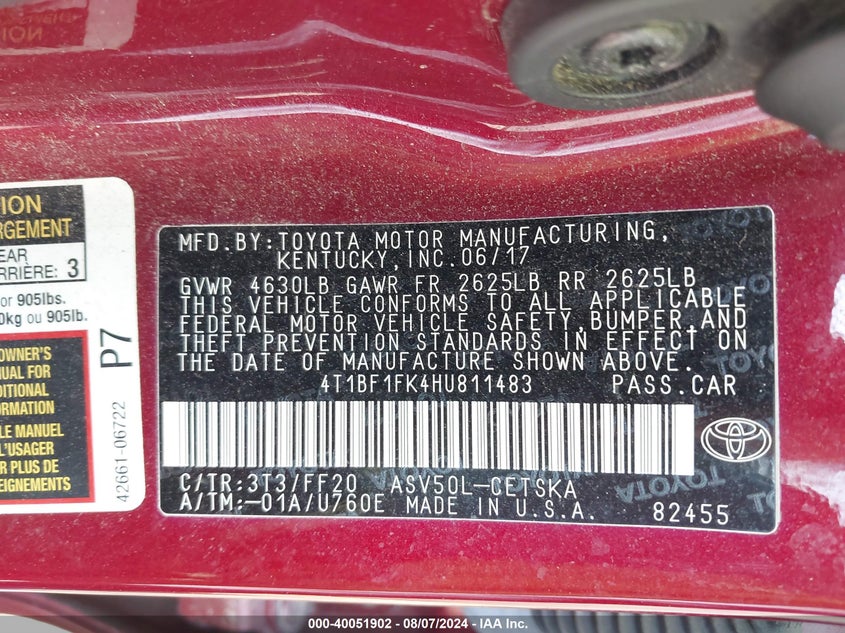 ION
TION
RGEMENT
EAR
RRIÈRE: 3
or 905lbs.
0kg ou 905lb.
P7
OWNER'S
NUAL FOR
DITIONAL
ORMATION
LE MANUEL
L'USAGER
R PLUS DE
EIGNEMENTS
42661-06722
MFD.BY:TOYOTA MOTOR MANUFACTURING,
KENTUCKY,INC.06/17
GVWR 4630LB GAWR FR 2625LB RR 2625LB
THIS VEHICLE CONFORMS TO ALL APPLICABLE
FEDERAL MOTOR VEHICLE SAFETY,BUMPER,AND
THEFT PREVENTION STANDARDS IN EFFECT ON
THE DATE OF MANUFACTURE SHOWN ABOVE.
4T1BF1FK4HU811483 PASS.CAR
C/TR:3T3/FF20 ASV50L-CETSKA
A/TM:-01A/U760E MADE IN U.S.A. 82455
000-40051902 - 08/07/2024 - IAA Inc.